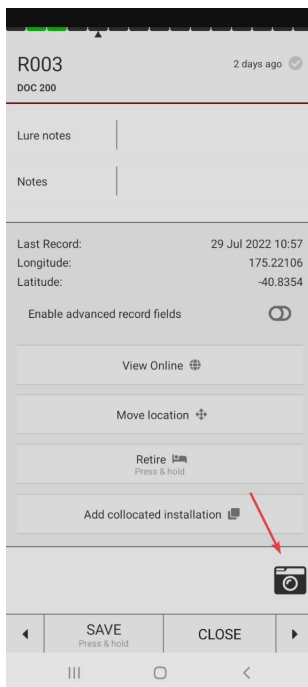 R003
2 days ago
DOC 200
Lure notes
Notes
Last Record: 29 Jul 2022 10:57
Longitude: 175.22106
Latitude: -40.8354
Enable advanced record fields
View Online
Move location
Retire
Press & hold
Add collocated installation
SAVE
Press & hold
CLOSE